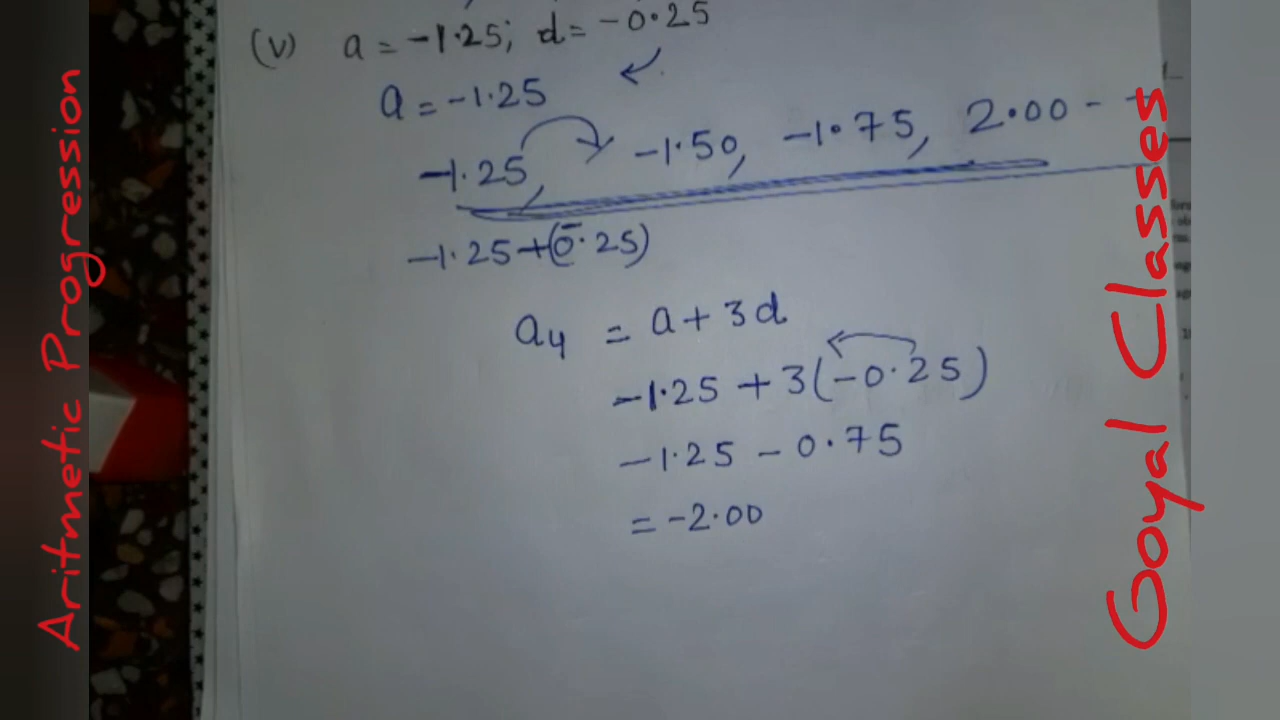 Aritmetic Progression
(v) a = -1.25; d = -0.25
a = -1.25
-1.25, -1.50, -1.75, 2.00 - -
-1.25+(-0.25)
a4 = a + 3d
-1.25 + 3(-0.25)
-1.25 - 0.75
= -2.00
Goyal Classes